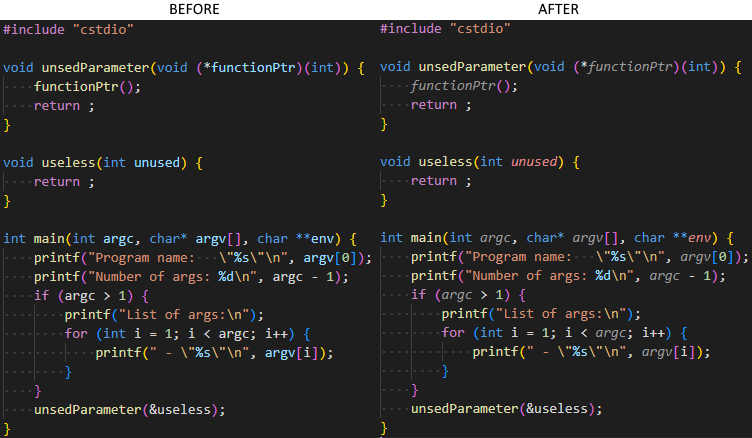 BEFORE
#include "cstdio"
void unsedParameter(void (*functionPtr)(int)) {
    functionPtr();
    return ;
}
void useless(int unused) {
    return ;
}
int main(int argc, char* argv[], char **env) {
    printf("Program name:   \"%s\"\n", argv[0]);
    printf("Number of args: %d\n", argc - 1);
    if (argc > 1) {
        printf("List of args:\n");
        for (int i = 1; i < argc; i++) {
            printf(" - \"%s\"\n", argv[i]);
        }
    }
    unsedParameter(&useless);
}
AFTER
#include "cstdio"
void unsedParameter(void (*functionPtr)(int)) {
    functionPtr();
    return ;
}
void useless(int unused) {
    return ;
}
int main(int argc, char* argv[], char **env) {
    printf("Program name:   \"%s\"\n", argv[0]);
    printf("Number of args: %d\n", argc - 1);
    if (argc > 1) {
        printf("List of args:\n");
        for (int i = 1; i < argc; i++) {
            printf(" - \"%s\"\n", argv[i]);
        }
    }
    unsedParameter(&useless);
}